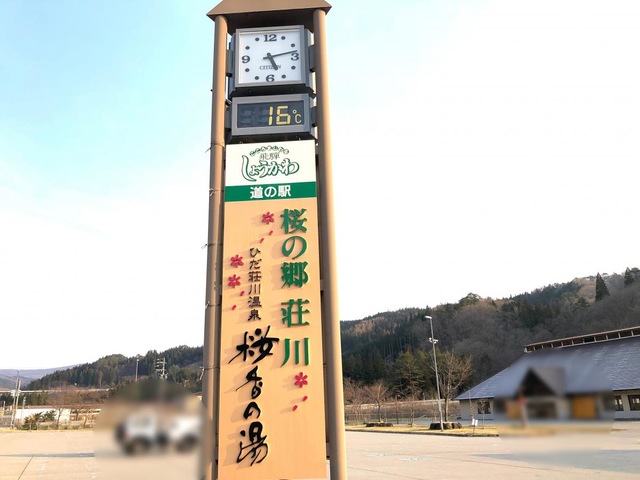 12
9
3
6
CITIZEN
16℃
飛騨
しょうかわ
道の駅
桜の郷 荘川
ひだ荘川温泉
桜香の湯